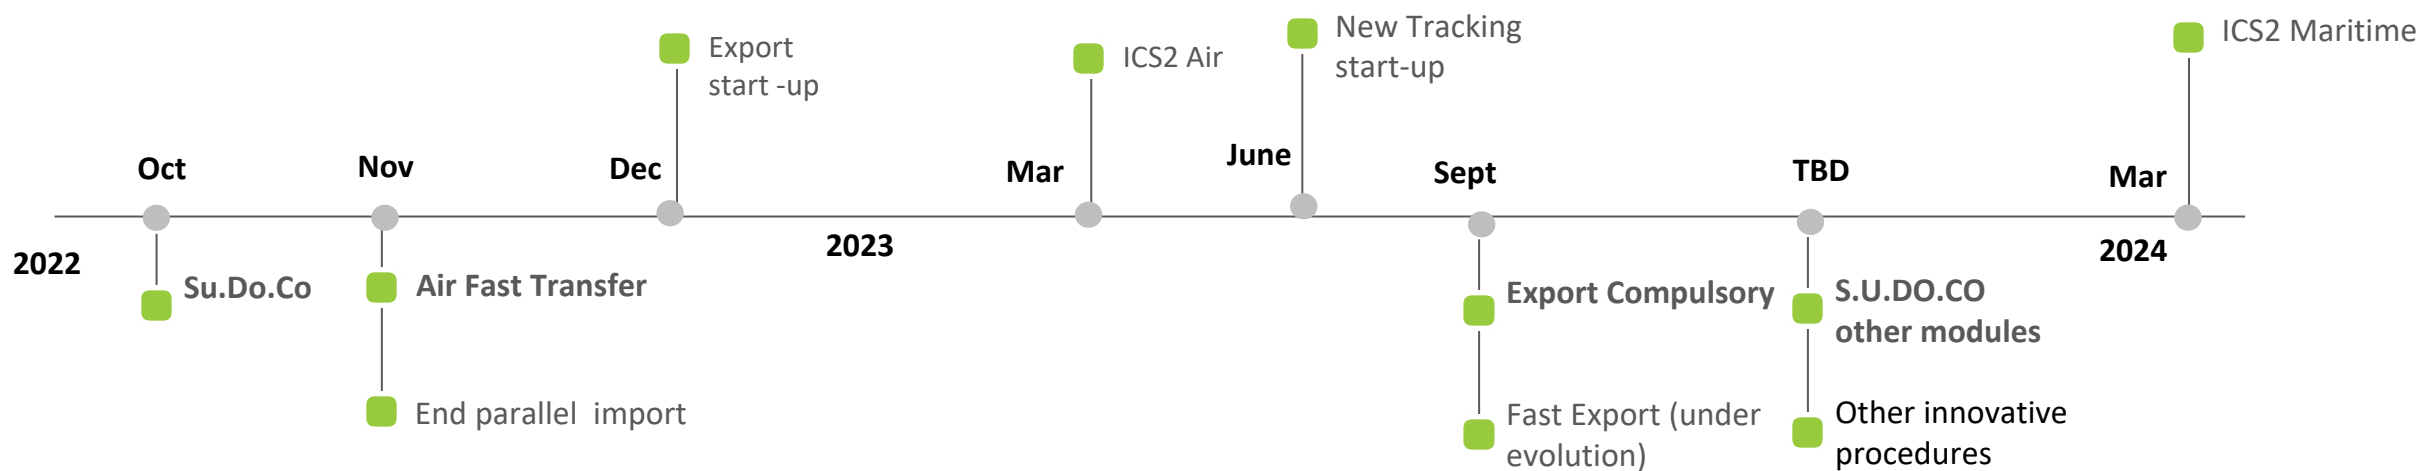 Export
start -up
ICS2 Air
New Tracking
start-up
ICS2 Maritime
Oct
Nov
Dec
Mar
June
Sept
TBD
Mar
2022
2023
2024
Su.Do.Co
Air Fast Transfer
Export Compulsory
S.U.DO.CO
other modules
End parallel  import
Fast Export (under
evolution)
Other innovative
procedures